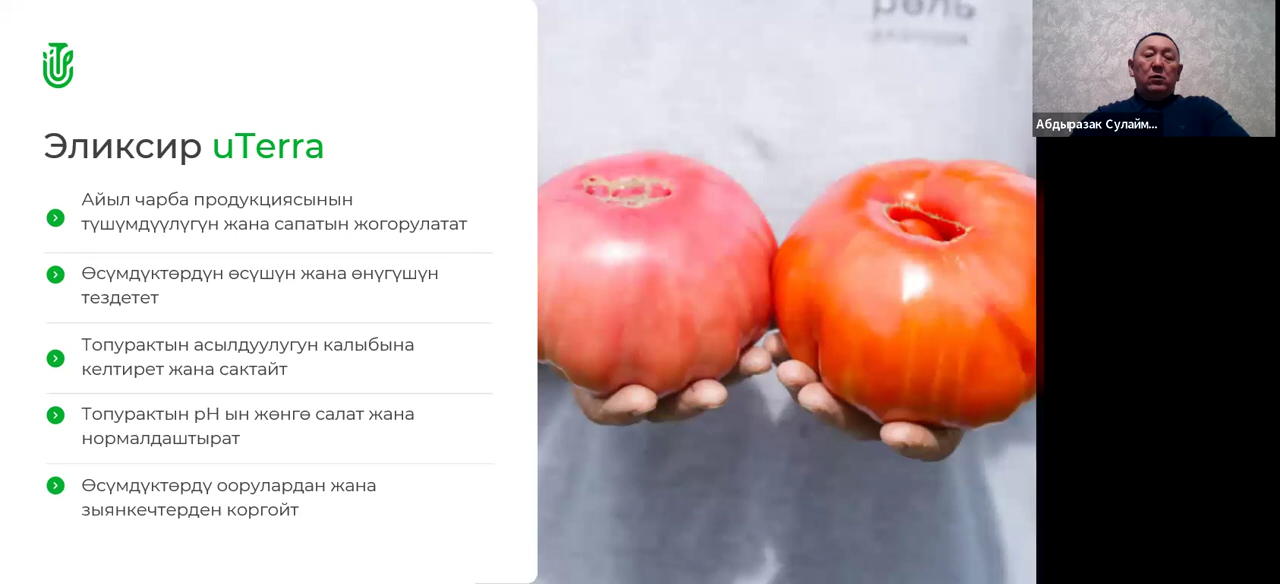 Эликсир uTerra
Айыл чарба продукциясынын
түшүмдүүлүгүн жана сапатын жогорулатат
Өсүмдүктөрдүн өсүшүн жана өнүгүшүн
тездетет
Топурактын асылдуулугун калыбына
келтирет жана сактайт
Топурактын pH ын жөнгө салат жана
нормалдаштырат
Өсүмдүктөрдү оорулардан жана
зыянкечтерден коргойт
Абдыразак Сулайм...